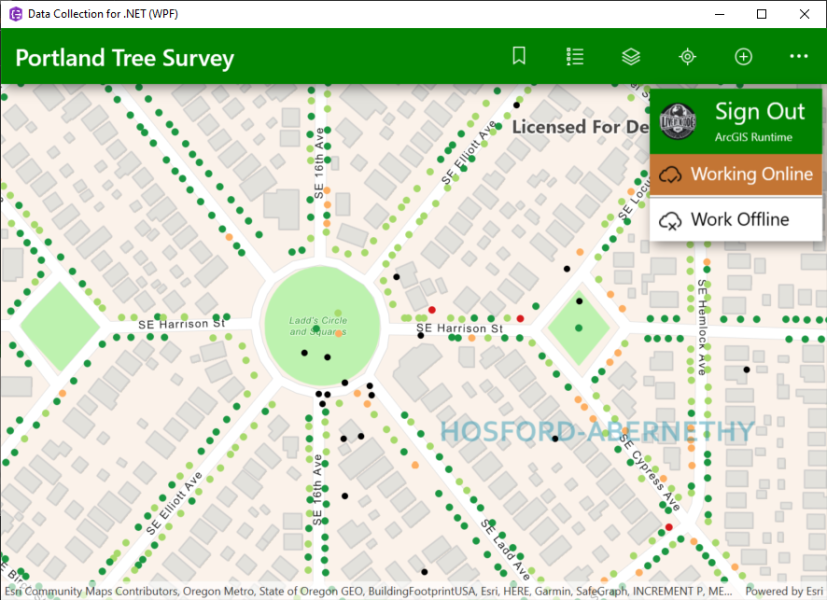 Data Collection for .NET (WPF)
Portland Tree Survey
Sign Out
ArcGIS Runtime
Working Online
Work Offline
Licensed For De
SE 16th Ave
SE Elliott Ave
SE Locu
Ladd's Circle
and Squares
SE Harrison St
SE Harrison St
SE Hemlock Ave
HOSFORD-ABERNETHY
SE Cypress Ave
SE Elliott Ave
SE 16th Ave
SE Ladd Ave
Esri Community Maps Contributors, Oregon Metro, State of Oregon GEO, BuildingFootprintUSA, Esri, HERE, Garmin, SafeGraph, INCREMENT P, ME...
Powered by Esri